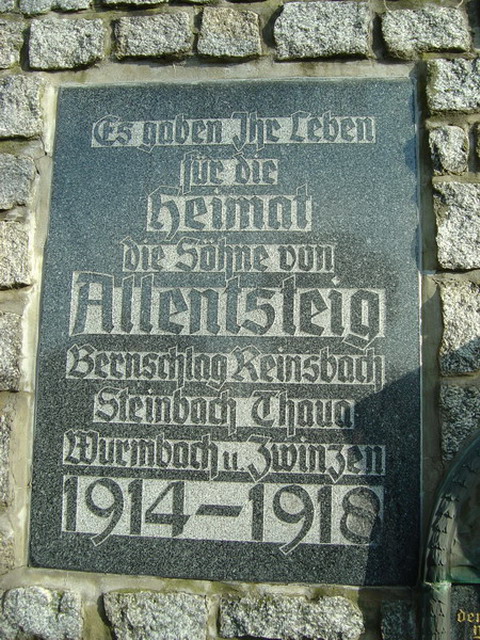 Es gaben Ihr Leben
für die
Heimat
die Söhne von
Allentsteig
Bernschlag Reinsbach
Steinbach Thaua
Wurmbach u. Zwinzen
1914-1918